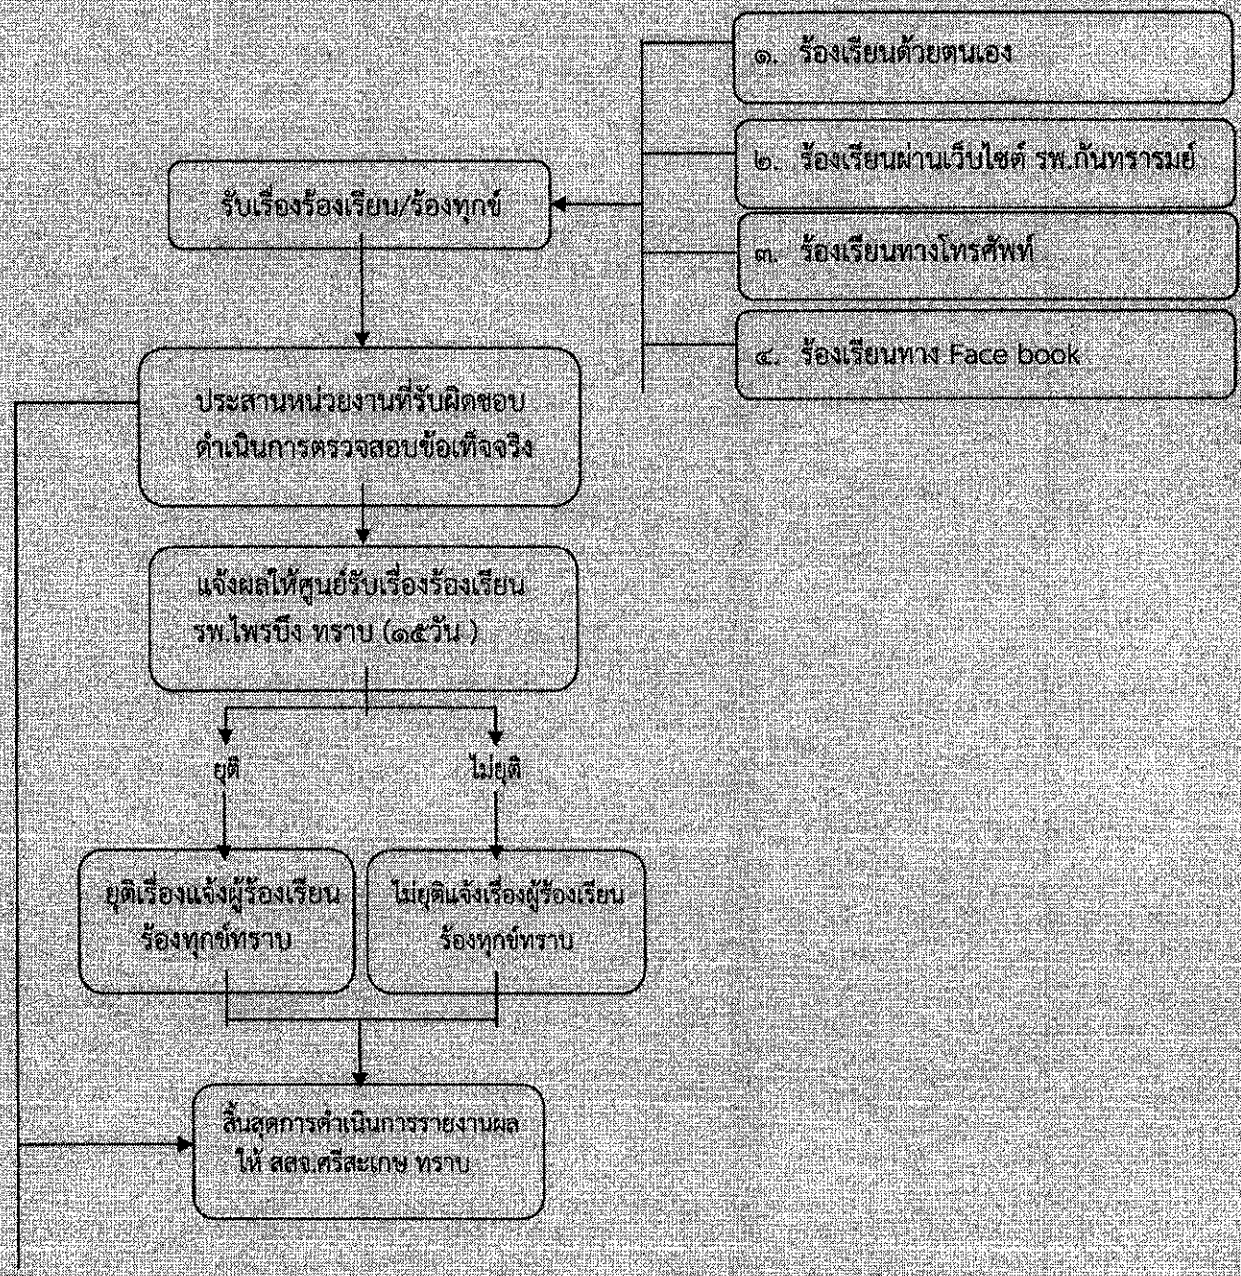 ๑. ร้องเรียนด้วยตนเอง
๒. ร้องเรียนผ่านเว็บไซต์ รพ.กันทรารมย์
๓. ร้องเรียนทางโทรศัพท์
๔. ร้องเรียนทาง Face book
รับเรื่องร้องเรียน/ร้องทุกข์
ประสานหน่วยงานที่รับผิดชอบ
ดำเนินการตรวจสอบข้อเท็จจริง
แจ้งผลให้ศูนย์รับเรื่องร้องเรียน
รพ.ไพรบึง ทราบ (๑๕วัน )
ยุติ
ไม่ยุติ
ยุติเรื่องแจ้งผู้ร้องเรียน
ร้องทุกข์ทราบ
ไม่ยุติแจ้งเรื่องผู้ร้องเรียน
ร้องทุกข์ทราบ
สิ้นสุดการดำเนินการรายงานผล
ให้ สสจ.ศรีสะเกษ ทราบ